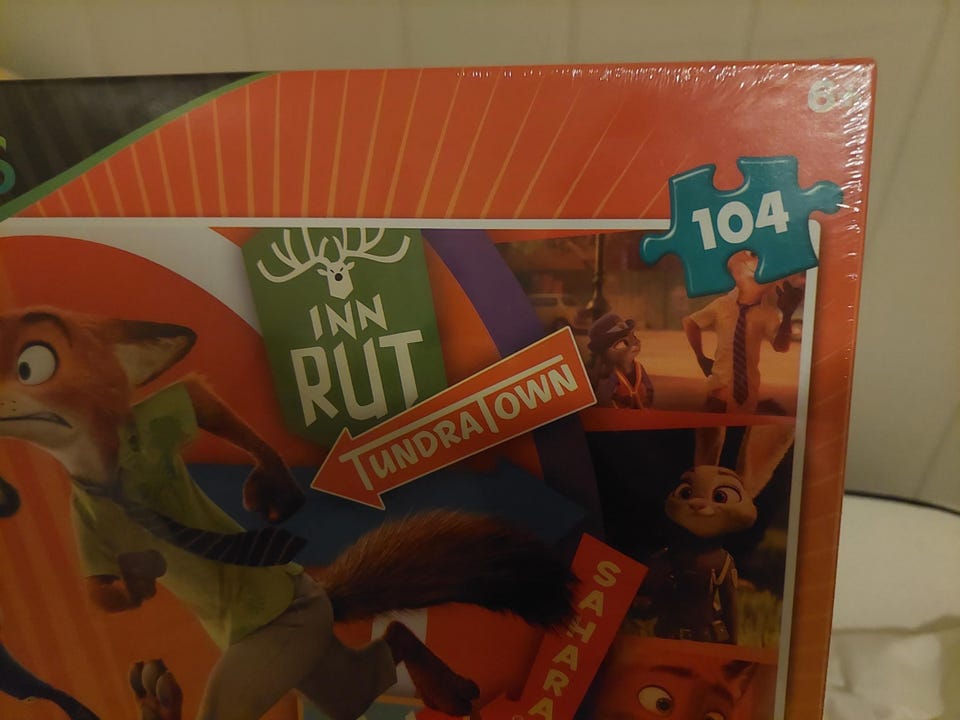 6+
104
INN
RUT
TUNDRATOWN
SAHARA